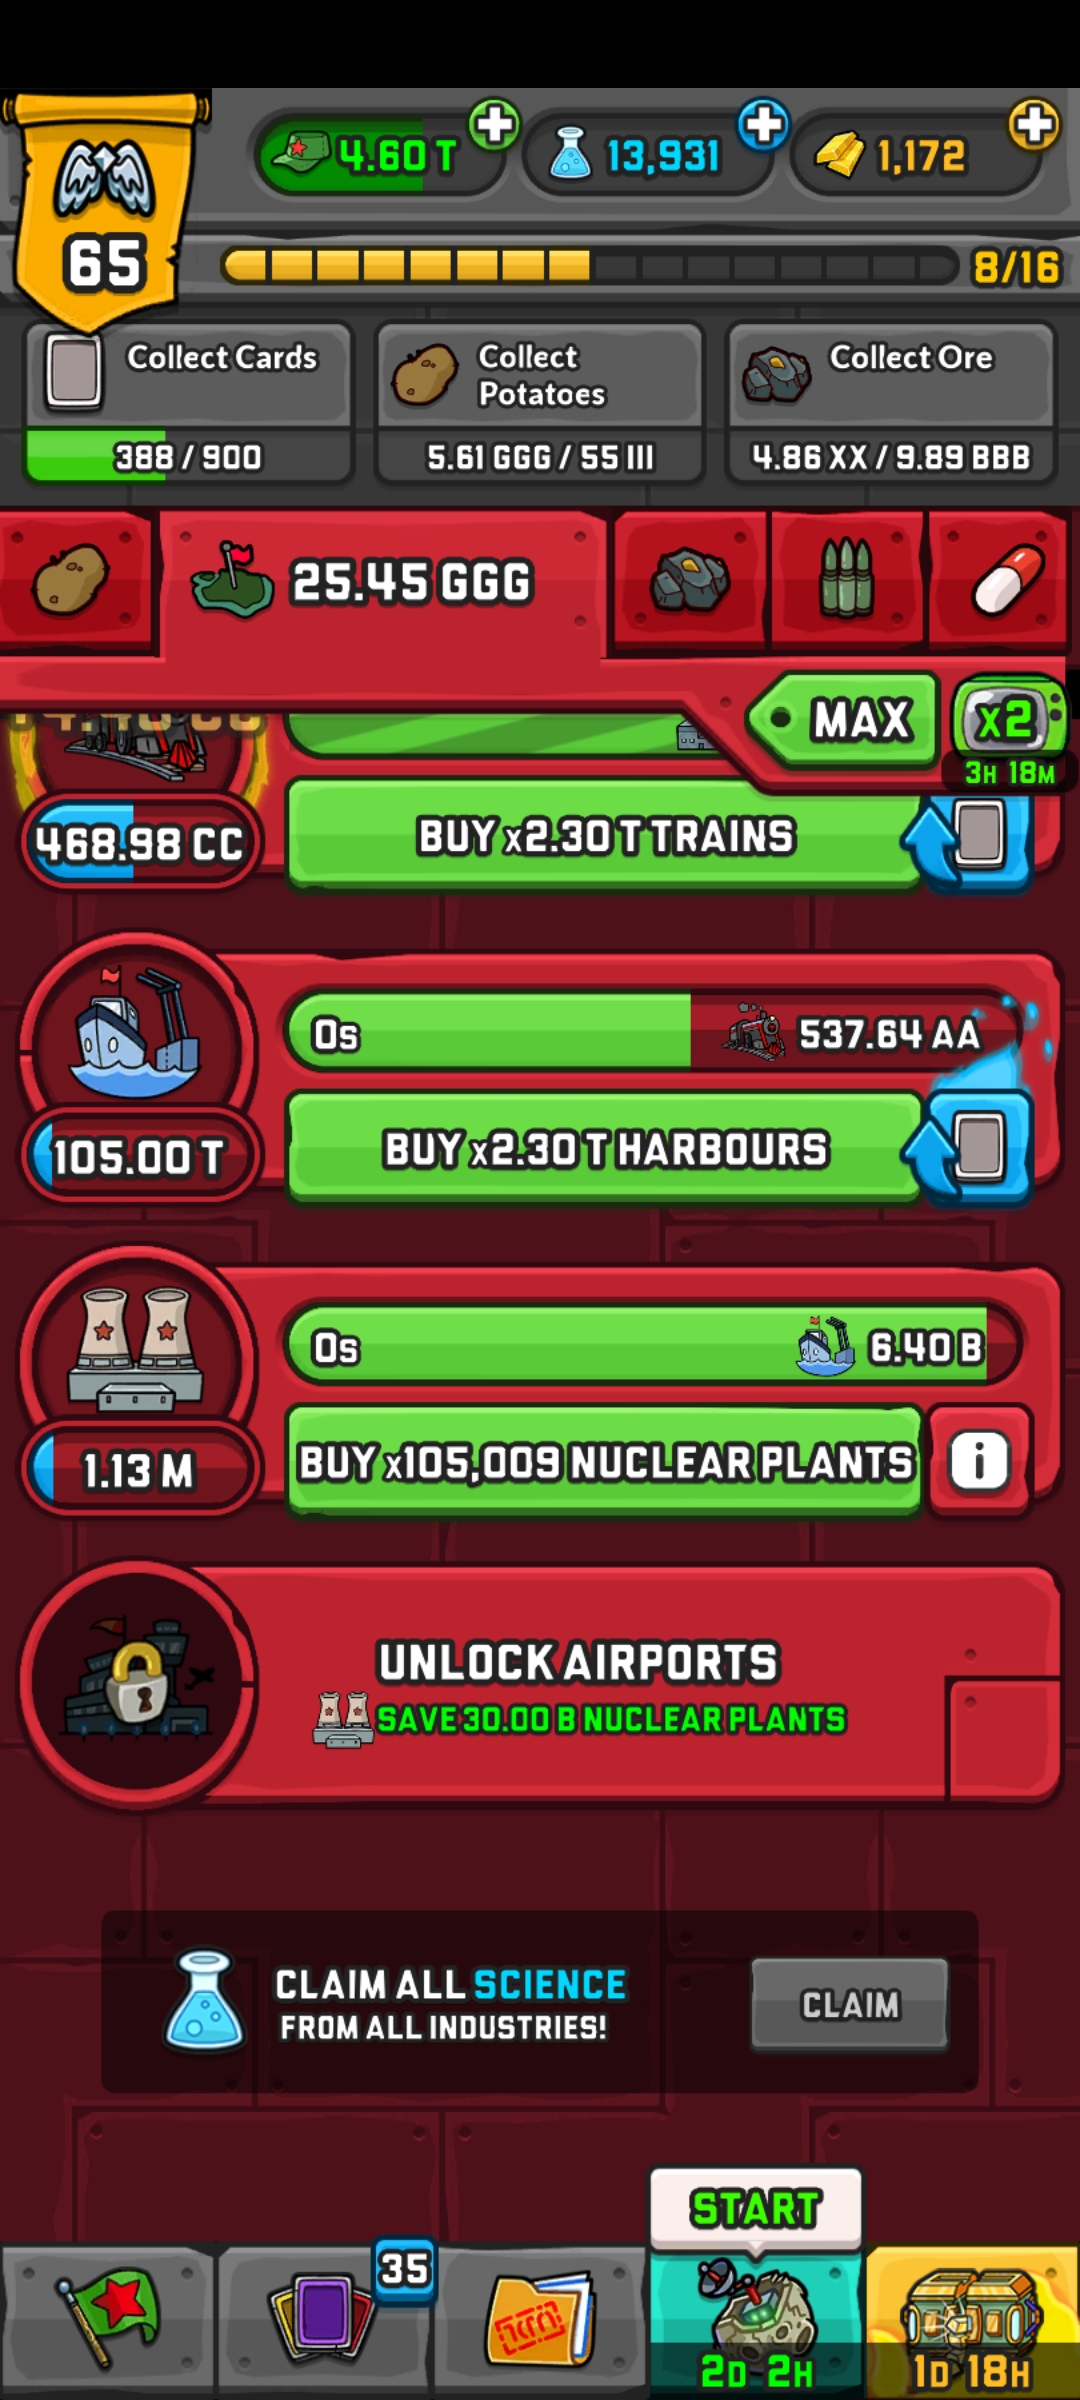 65
4.60 T
13,931
1,172
8/16
Collect Cards
388 / 900
Collect
Potatoes
5.61 GGG / 55 III
Collect Ore
4.86 XX / 9.89 BBB
25.45 GGG
MAX
X2
3H 18M
468.98 CC
BUY x2.30 T TRAINS
0s
537.64 AA
105.00 T
BUY x2.30 T HARBOURS
0s
6.40 B
1.13 M
BUY x105,009 NUCLEAR PLANTS
i
UNLOCK AIRPORTS
SAVE 30.00 B NUCLEAR PLANTS
CLAIM ALL SCIENCE
FROM ALL INDUSTRIES!
CLAIM
START
35
2D 2H
1D 18H